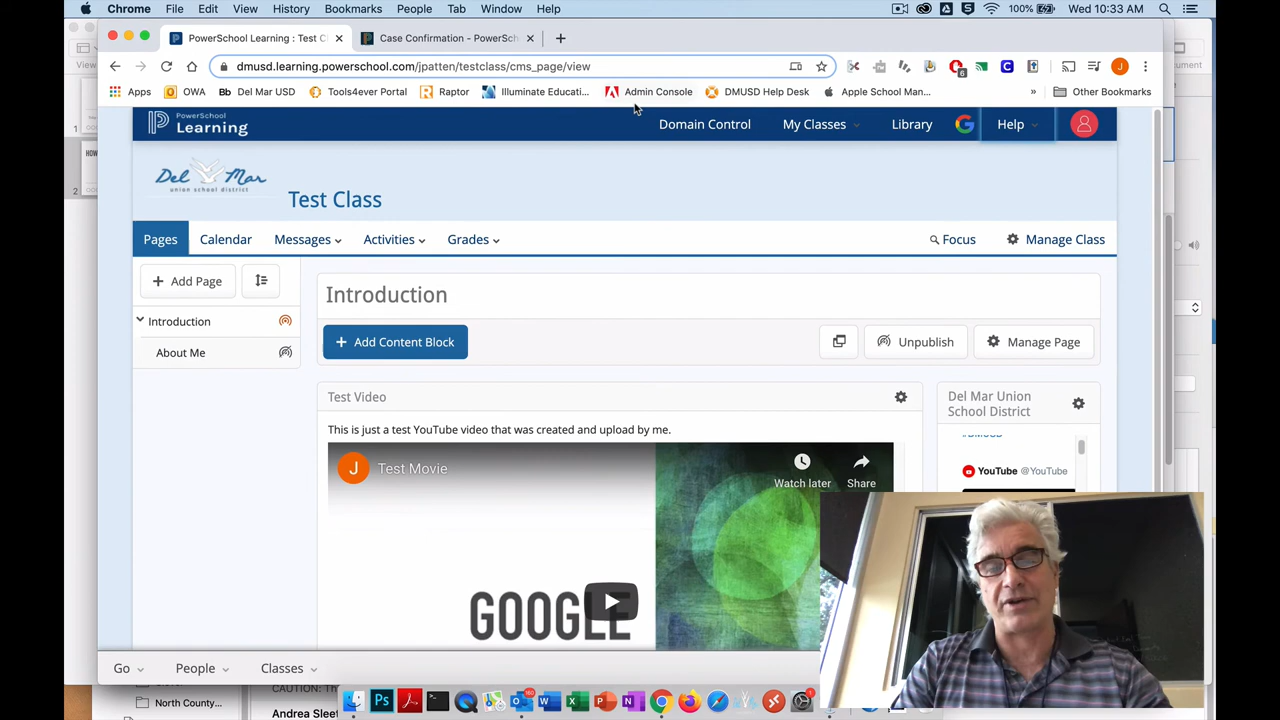 Chrome File Edit View History Bookmarks People Tab Window Help 100% Wed 10:33 AM
PowerSchool Learning : Test C Case Confirmation - PowerSch
dmusd.learning.powerschool.com/jpatten/testclass/cms_page/view
Apps OWA Del Mar USD Tools4ever Portal Raptor Illuminate Educati... Admin Console DMUSD Help Desk Apple School Man... » Other Bookmarks
PowerSchool
Learning
Domain Control My Classes Library Help
Del Mar
union school district
Test Class
Pages Calendar Messages Activities Grades Focus Manage Class
Add Page
Introduction
About Me
Introduction
Add Content Block Unpublish Manage Page
Test Video
This is just a test YouTube video that was created and upload by me.
J Test Movie
Watch later Share
GOOGLE
Del Mar Union
School District
YouTube @YouTube
Go People Classes
North County...
Andrea Sleet